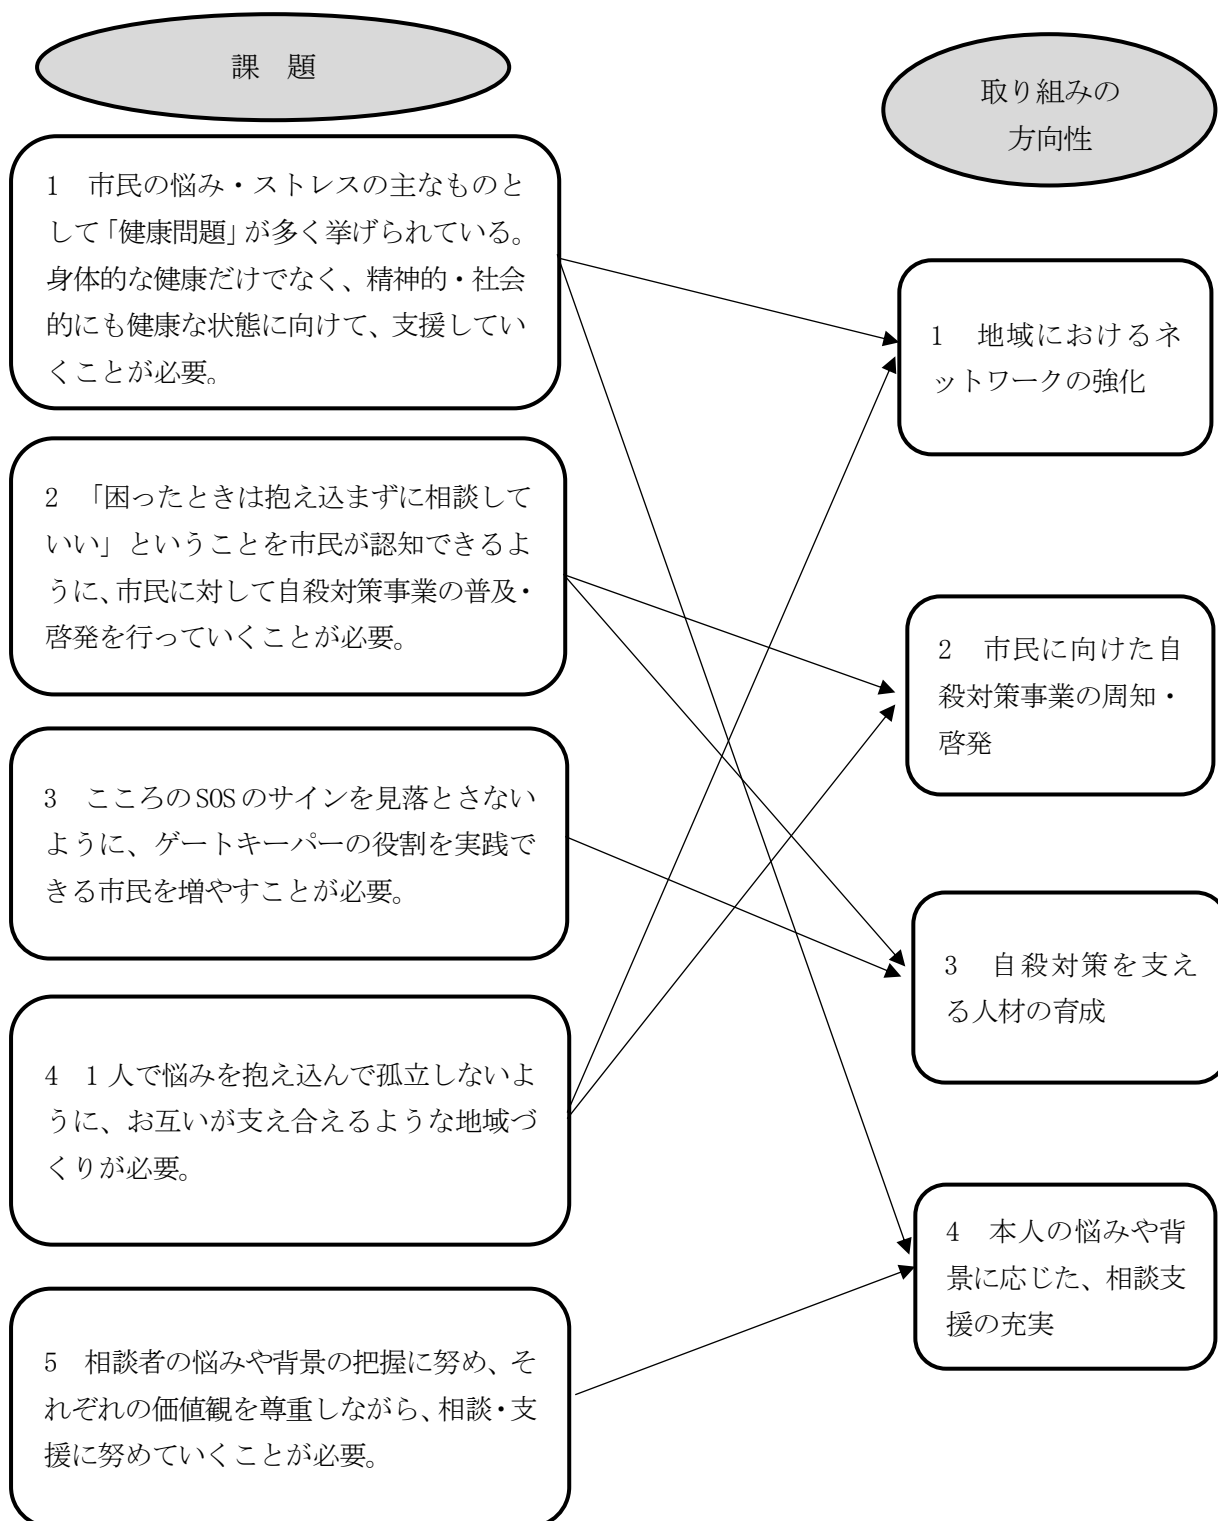 課　題
1　市民の悩み・ストレスの主なものと
して「健康問題」が多く挙げられている。
身体的な健康だけでなく、精神的・社会
的にも健康な状態に向けて、支援してい
くことが必要。
2　「困ったときは抱え込まずに相談して
いい」ということを市民が認知できるよ
うに、市民に対して自殺対策事業の普及・
啓発を行っていくことが必要。
3　こころのSOSのサインを見落とさない
ように、ゲートキーパーの役割を実践で
きる市民を増やすことが必要。
4　1人で悩みを抱え込んで孤立しないよ
うに、お互いが支え合えるような地域づ
くりが必要。
5　相談者の悩みや背景の把握に努め、そ
れぞれの価値観を尊重しながら、相談・支
援に努めていくことが必要。
取り組みの
方向性
1　地域におけるネ
ットワークの強化
2　市民に向けた自
殺対策事業の周知・
啓発
3　自殺対策を支え
る人材の育成
4　本人の悩みや背
景に応じた、相談支
援の充実